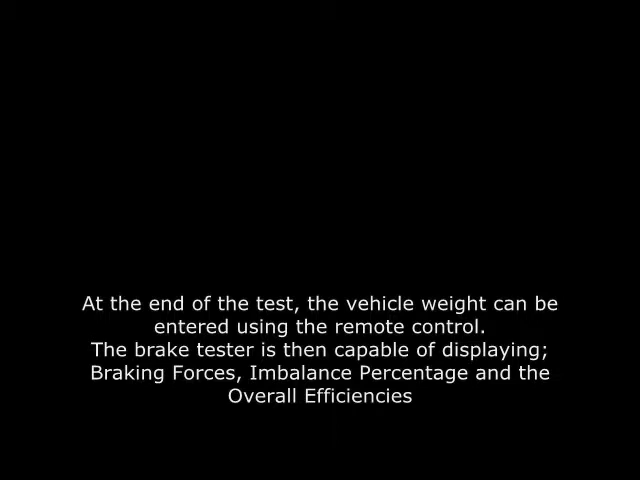 At the end of the test, the vehicle weight can be
entered using the remote control.
The brake tester is then capable of displaying;
Braking Forces, Imbalance Percentage and the
Overall Efficiencies